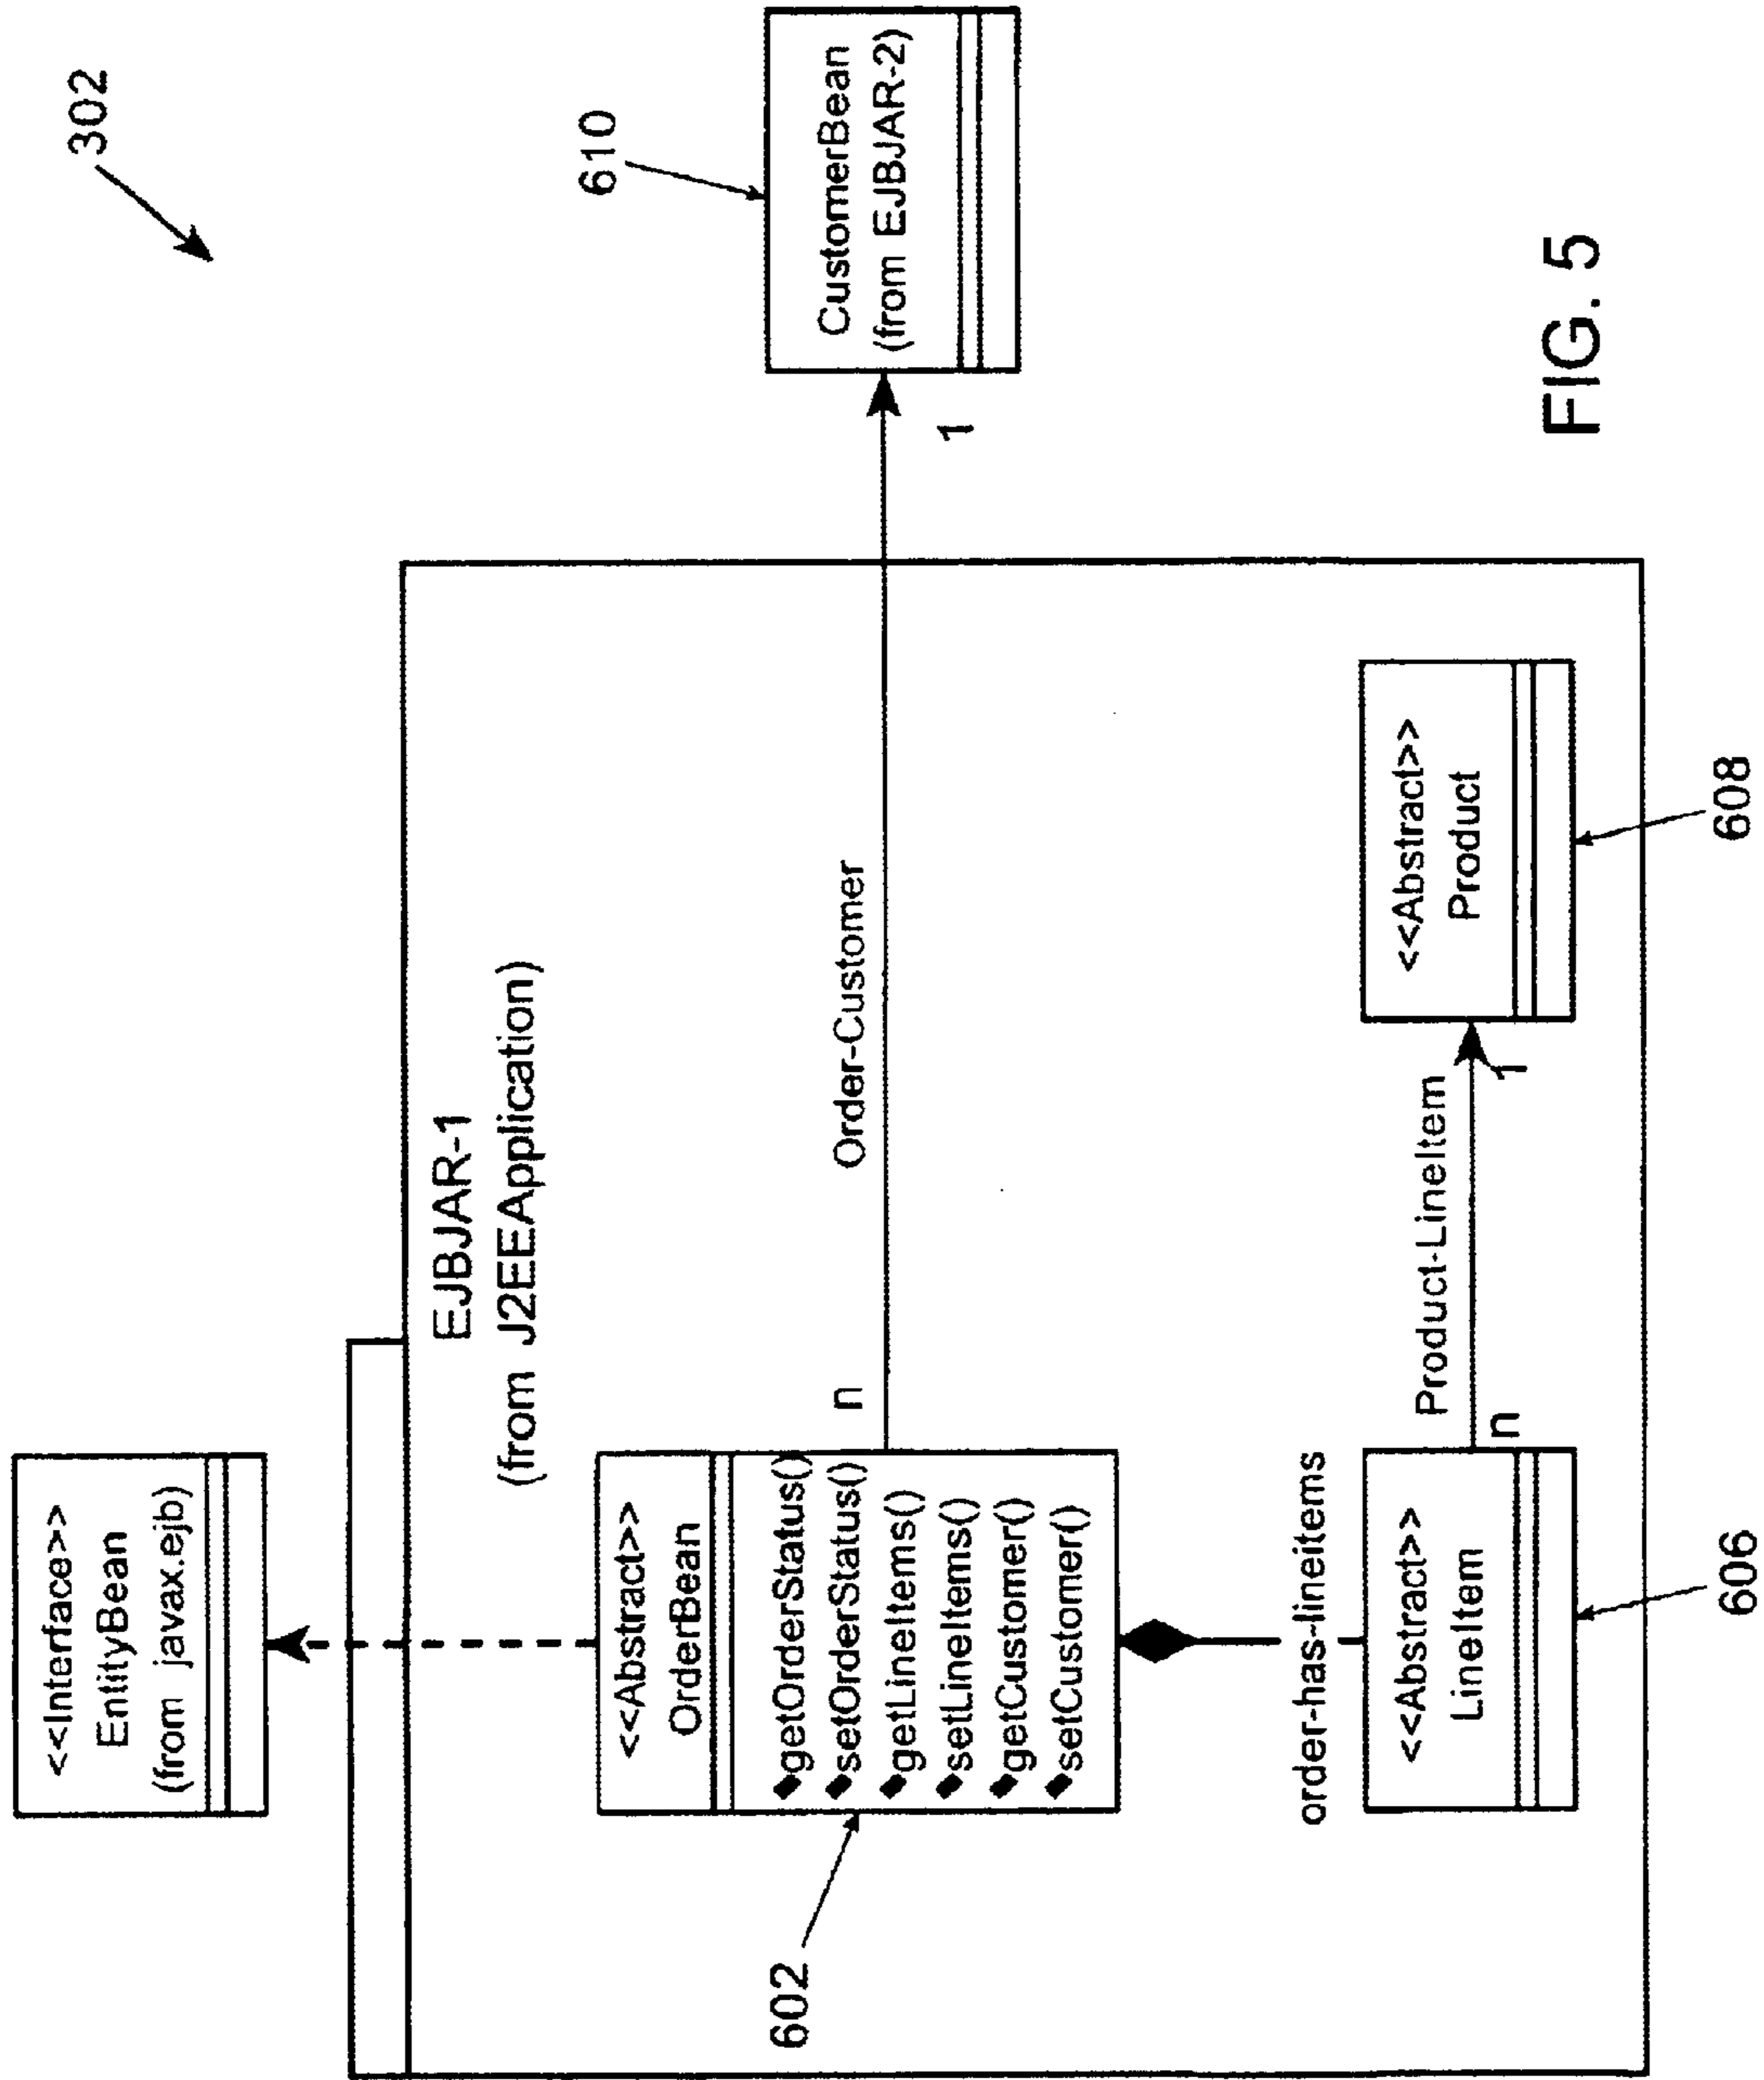 302
<<Interface>>
EntityBean
(from javax.ejb)
EJBJAR-1
(from J2EEApplication)
<<Abstract>>
OrderBean
getOrderStatus()
setOrderStatus()
getLineItems()
setLineItems()
getCustomer()
setCustomer()
602
n
Order-Customer
1
610
CustomerBean
(from EJBJAR-2)
order-has-lineitems
<<Abstract>>
LineItem
606
n
Product-LineItem
1
<<Abstract>>
Product
608
FIG. 5